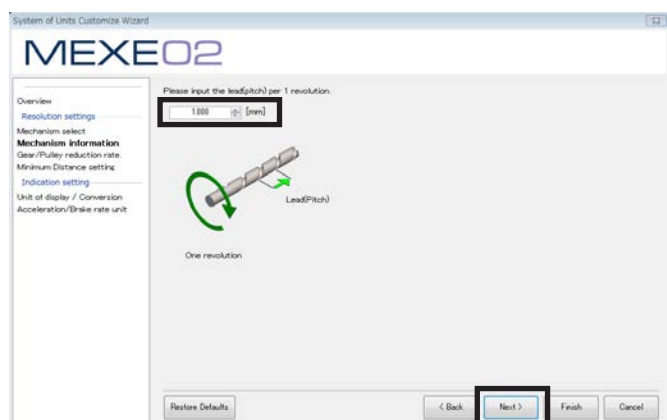 System of Units Customize Wizard
MEXE02
Please input the lead(pitch) per 1 revolution.
1.000 [mm]
Overview
Resolution settings
Mechanism select
Mechanism information
Gear/Pulley reduction rate.
Minimum Distance setting
Indication setting
Unit of display / Conversion
Acceleration/Brake rate unit
Lead(Pitch)
One revolution
Restore Defaults
< Back
Next >
Finish
Cancel